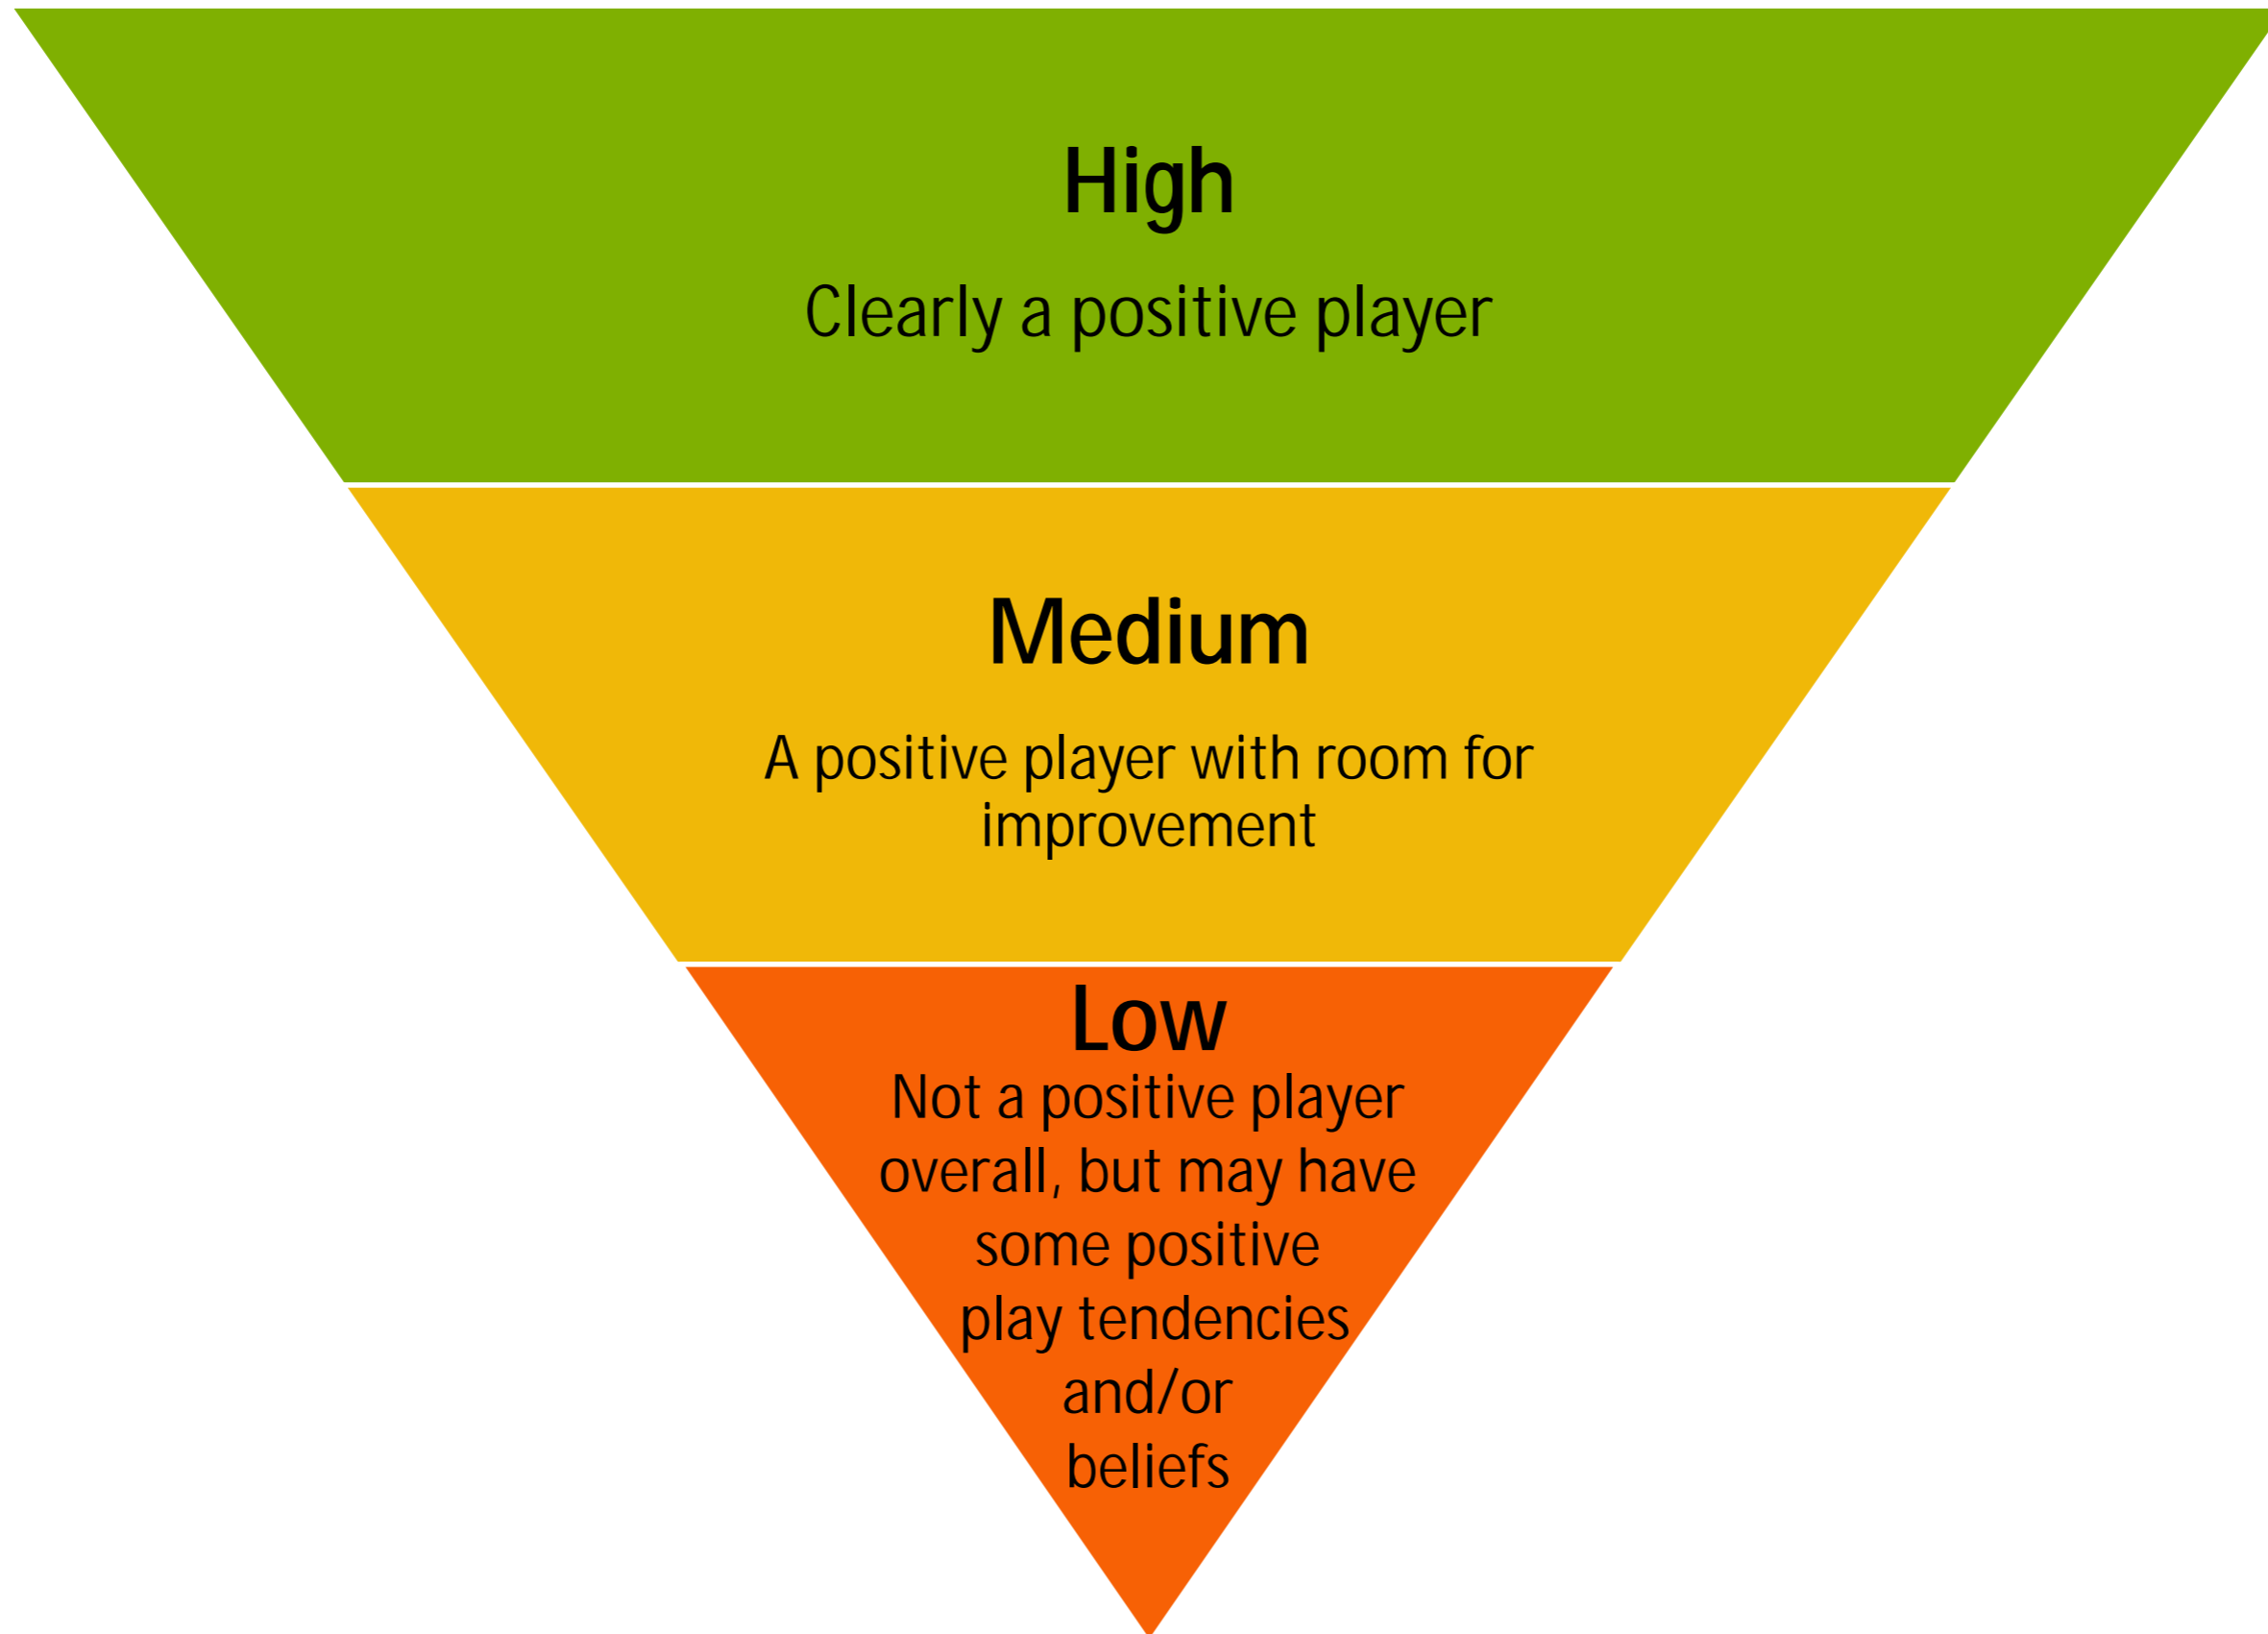 High
Clearly a positive player
Medium
A positive player with room for
improvement
Low
Not a positive player
overall, but may have
some positive
play tendencies
and/or
beliefs